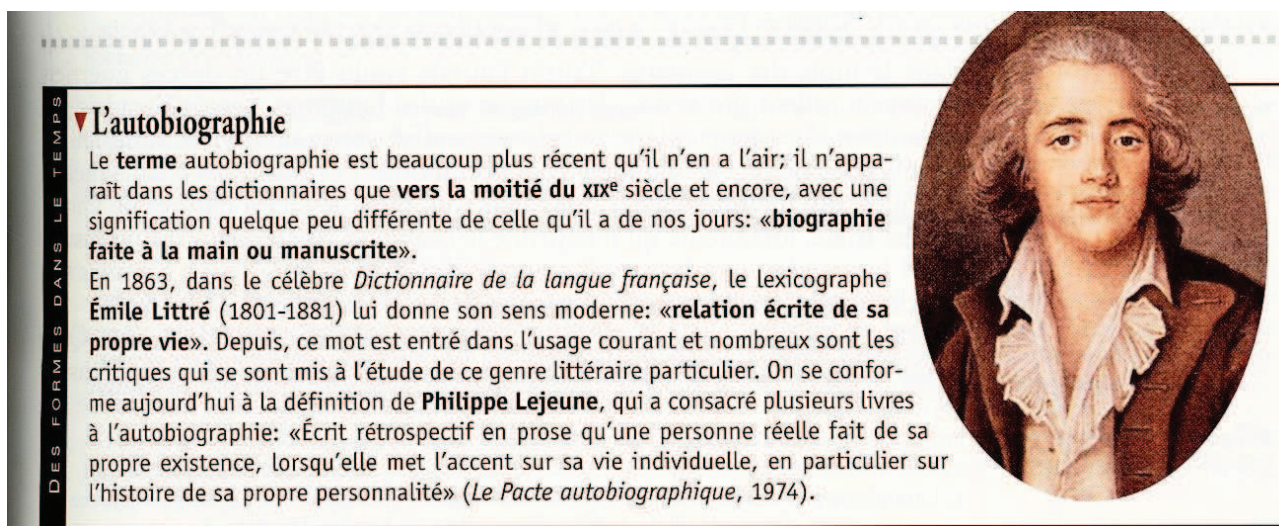 DES FORMES DANS LE TEMPS
L'autobiographie
Le terme autobiographie est beaucoup plus récent qu'il n'en a l'air; il n'appa-
raît dans les dictionnaires que vers la moitié du XIXe siècle et encore, avec une
signification quelque peu différente de celle qu'il a de nos jours: «biographie
faite à la main ou manuscrite».
En 1863, dans le célèbre Dictionnaire de la langue française, le lexicographe
Émile Littré (1801-1881) lui donne son sens moderne: «relation écrite de sa
propre vie». Depuis, ce mot est entré dans l'usage courant et nombreux sont les
critiques qui se sont mis à l'étude de ce genre littéraire particulier. On se confor-
me aujourd'hui à la définition de Philippe Lejeune, qui a consacré plusieurs livres
à l'autobiographie: «Écrit rétrospectif en prose qu'une personne réelle fait de sa
propre existence, lorsqu'elle met l'accent sur sa vie individuelle, en particulier sur
l'histoire de sa propre personnalité» (Le Pacte autobiographique, 1974).